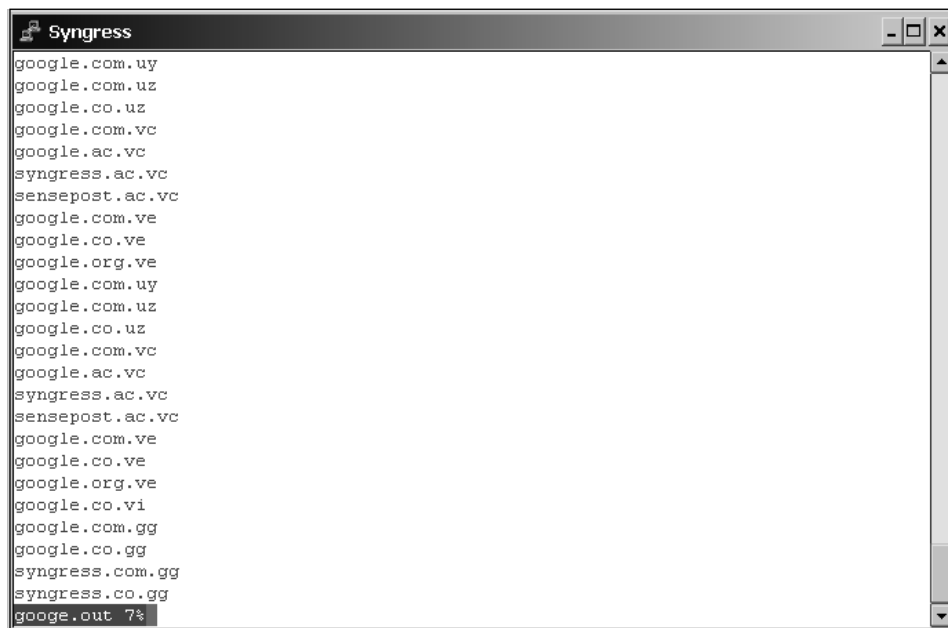 Syngress
google.com.uy
google.com.uz
google.co.uz
google.com.vc
google.ac.vc
syngress.ac.vc
sensepost.ac.vc
google.com.ve
google.co.ve
google.org.ve
google.com.uy
google.com.uz
google.co.uz
google.com.vc
google.ac.vc
syngress.ac.vc
sensepost.ac.vc
google.com.ve
google.co.ve
google.org.ve
google.co.vi
google.com.gg
google.co.gg
syngress.com.gg
syngress.co.gg
googe.out 7%